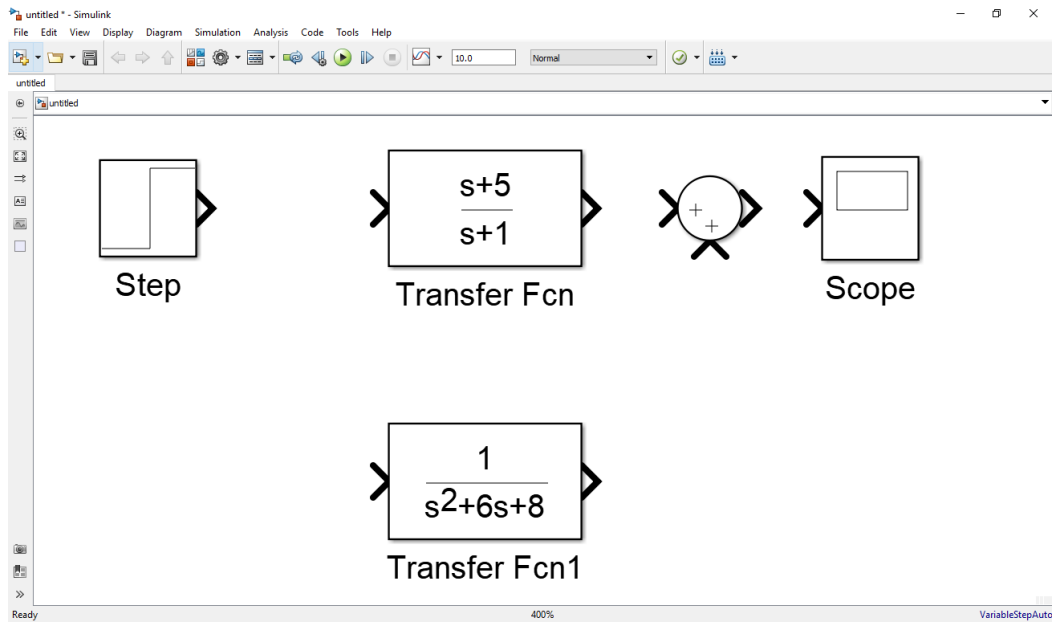 untitled * - Simulink
File Edit View Display Diagram Simulation Analysis Code Tools Help
10.0 Normal
untitled
untitled
s+5
s+1
+
+
Step
Transfer Fcn
Scope
1
s²+6s+8
Transfer Fcn1
Ready 400% VariableStepAuto